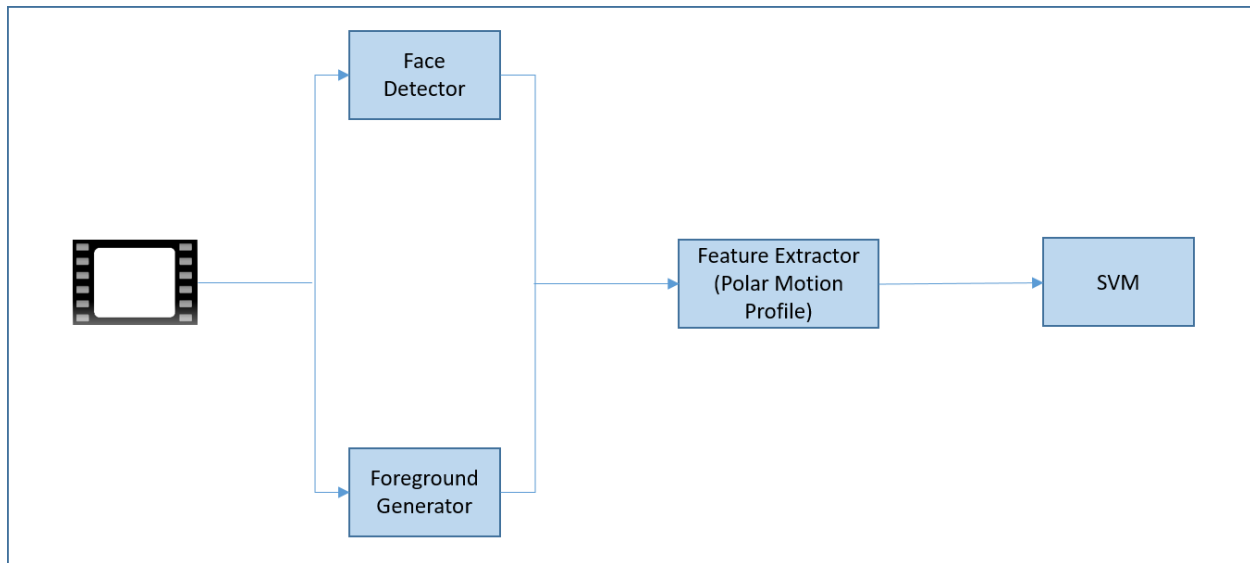 Face
Detector
Feature Extractor
(Polar Motion
Profile)
SVM
Foreground
Generator